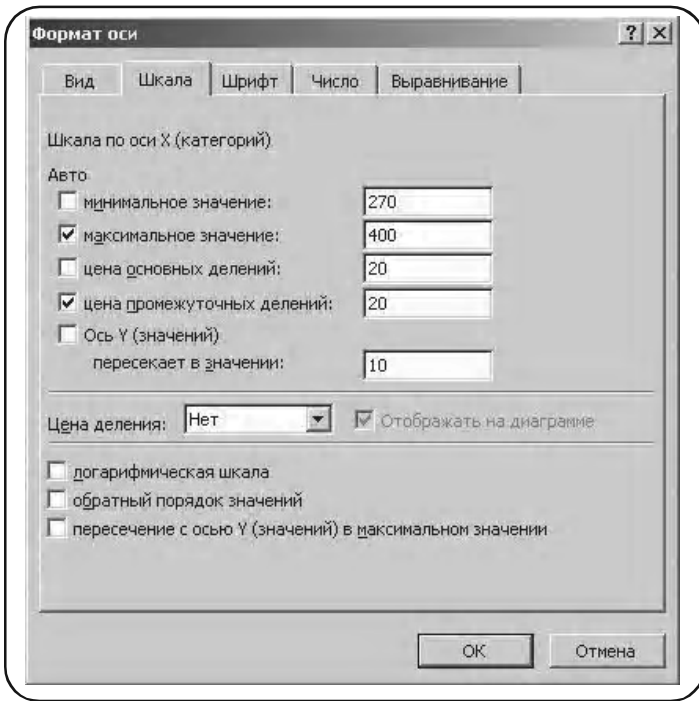 Формат оси
Вид Шкала Шрифт Число Выравнивание
Шкала по оси X (категорий)
Авто
минимальное значение: 270
максимальное значение: 400
цена основных делений: 20
цена промежуточных делений: 20
Ось Y (значений)
пересекает в значении: 10
Цена деления: Нет Отображать на диаграмме
логарифмическая шкала
обратный порядок значений
пересечение с осью Y (значений) в максимальном значении
ОК Отмена